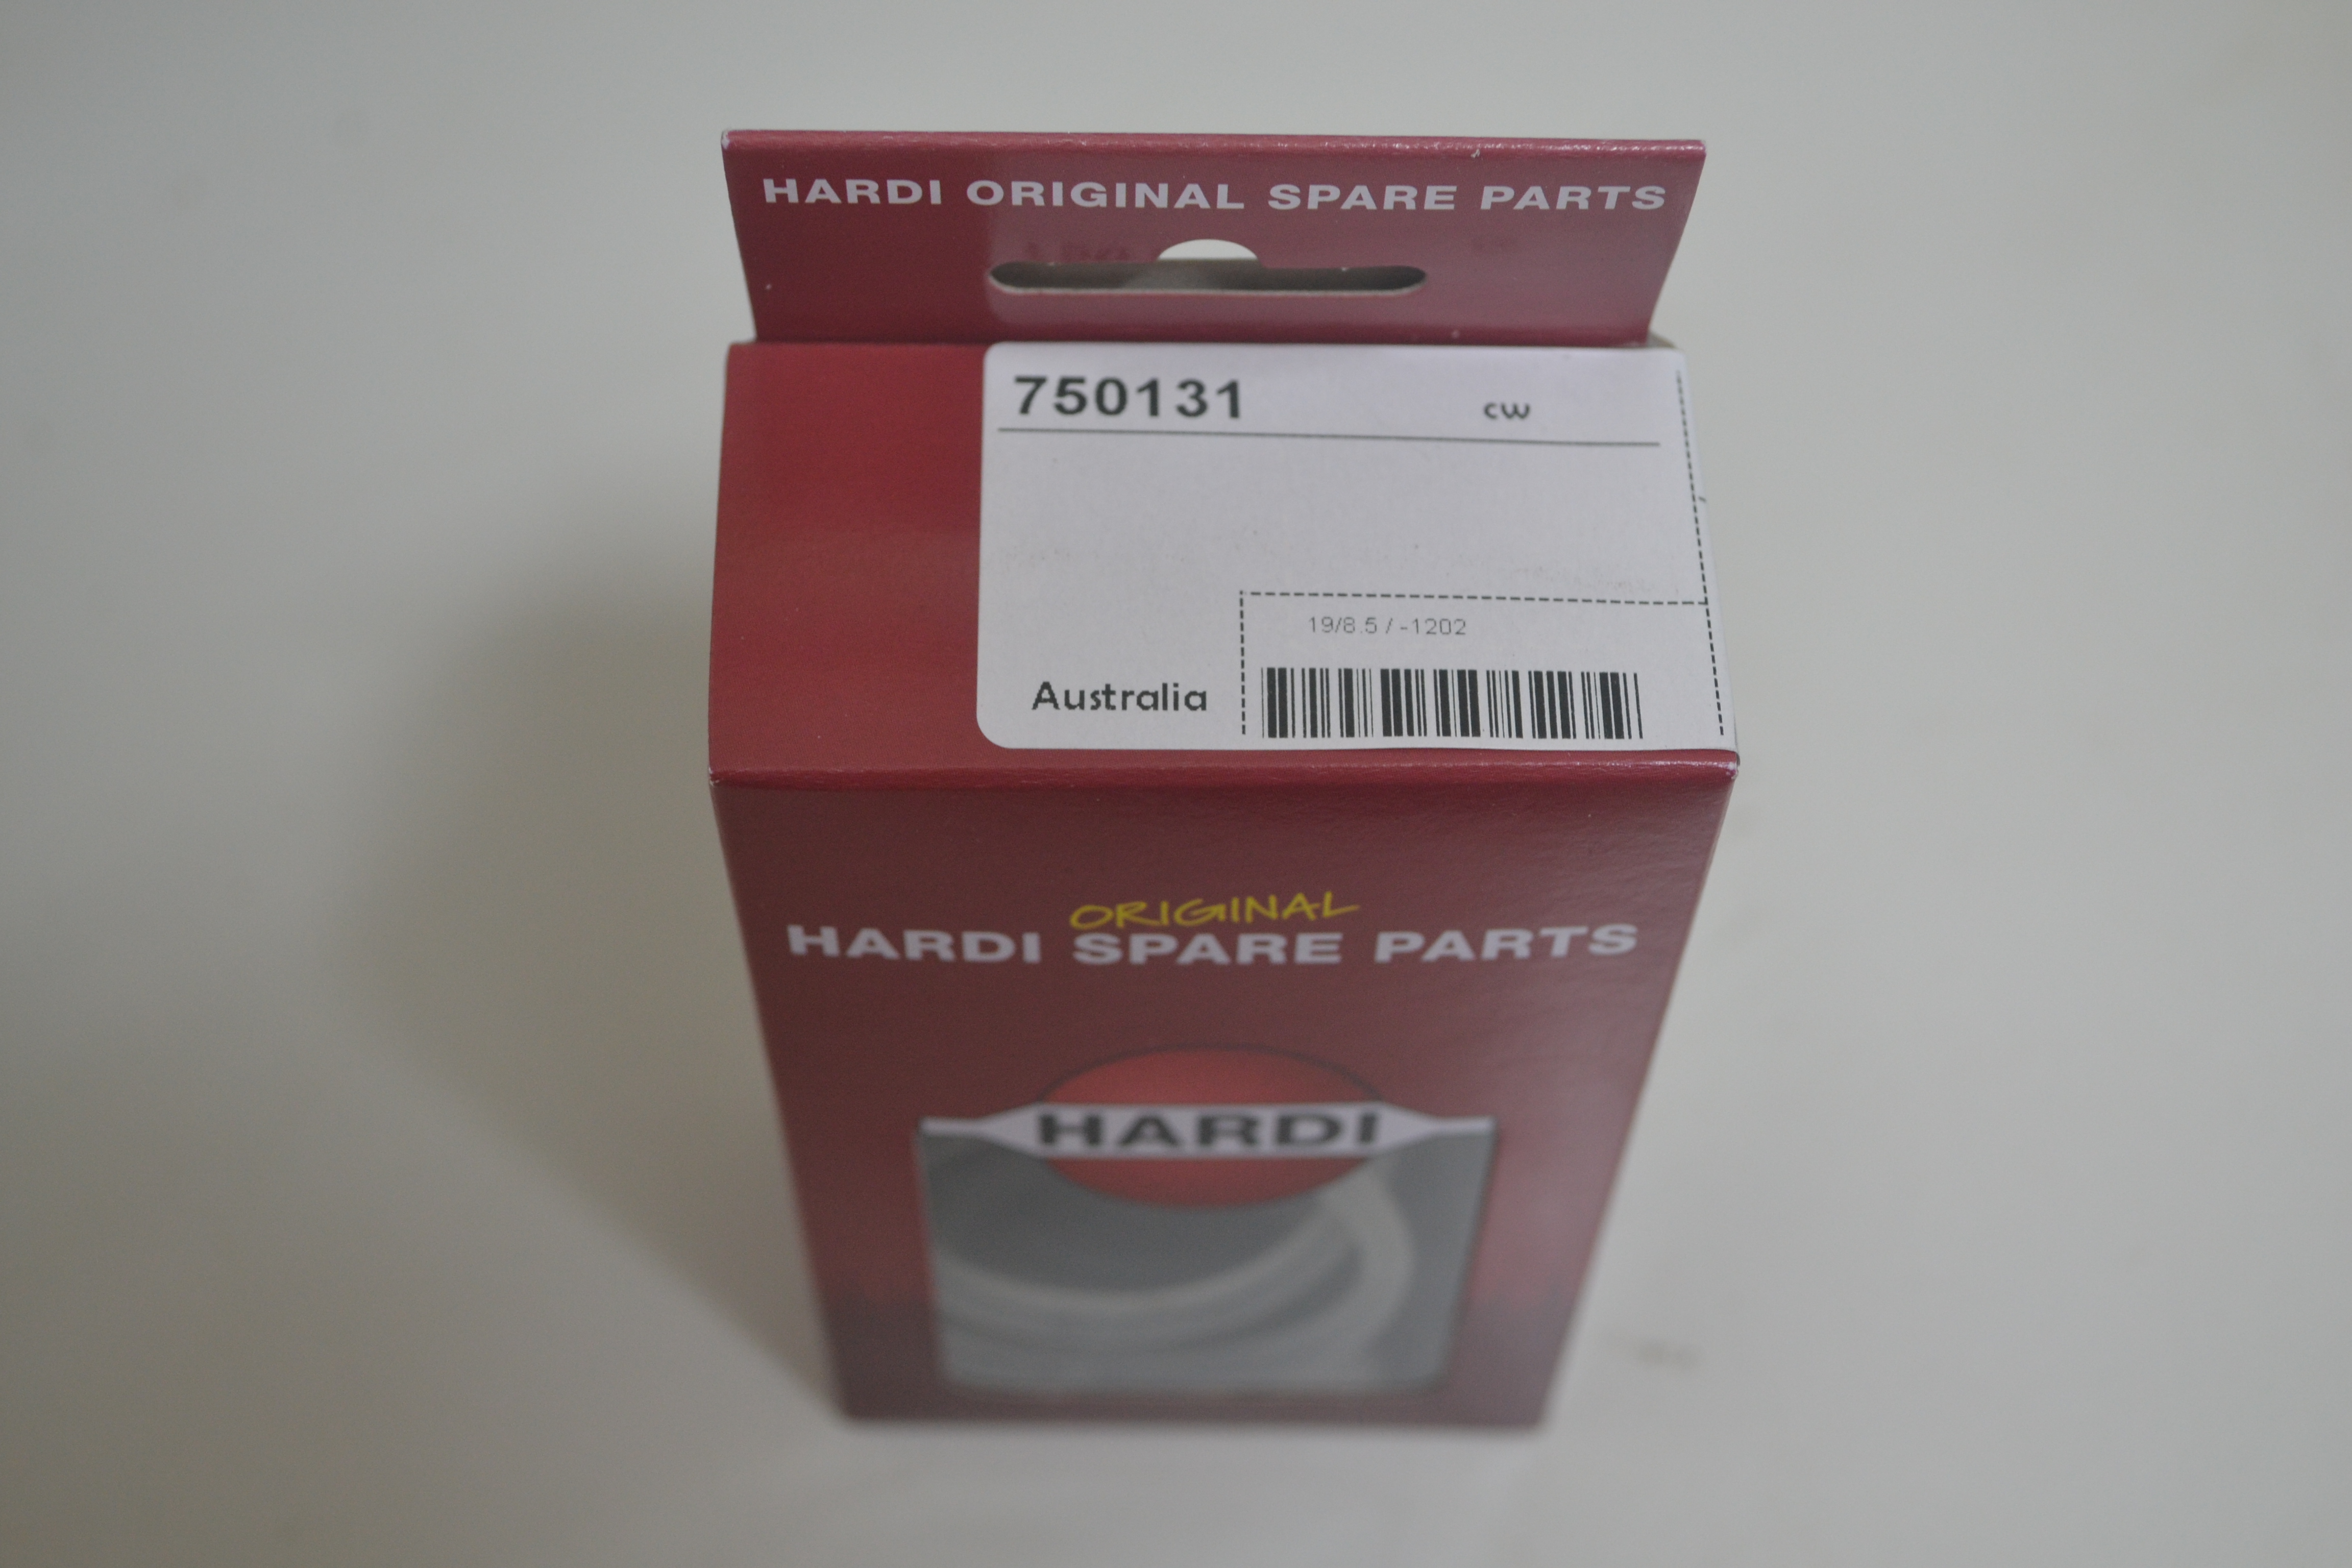 HARDI ORIGINAL SPARE PARTS
750131 cw
19/8.5 / -1202
Australia
ORIGINAL
HARDI SPARE PARTS
HARDI